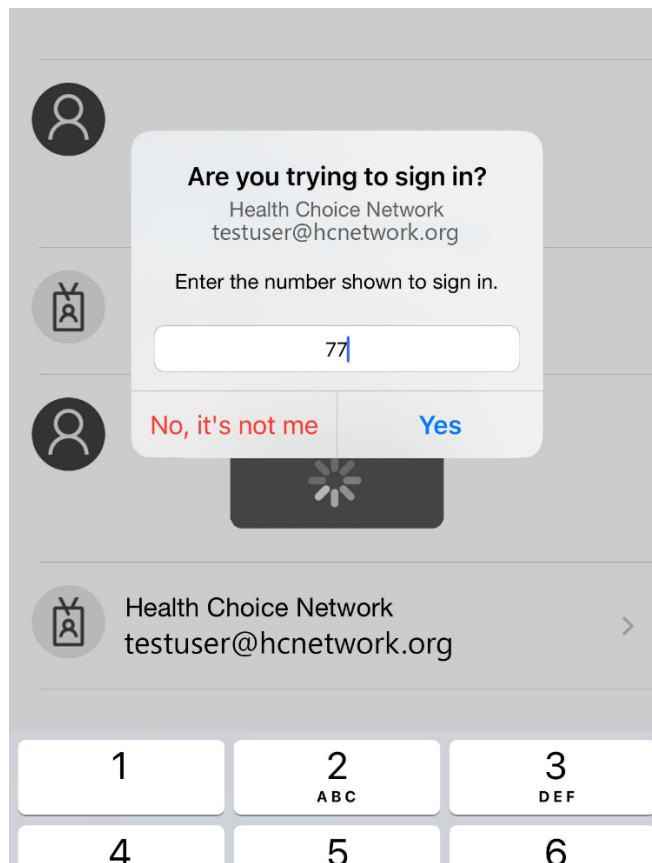 Are you trying to sign in?
Health Choice Network
testuser@hcnetwork.org
Enter the number shown to sign in.
77
No, it's not me
Yes
Health Choice Network
testuser@hcnetwork.org
1
2
3
ABC
DEF
4
5
6